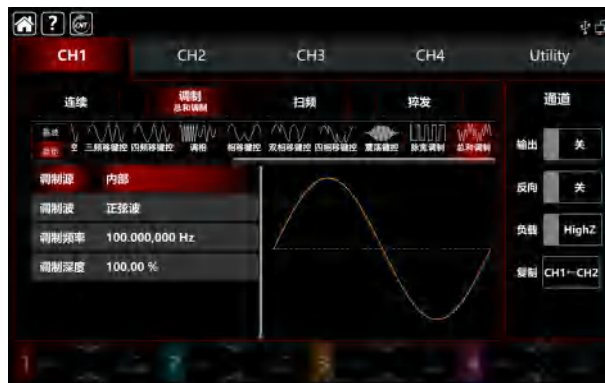 ?
CNT
CH1 CH2 CH3 CH4 Utility
连续 调制 扫频 猝发 通道
总和调制
三频移键控 四频移键控 调相 相移键控 双相移键控 四相移键控 震荡键控 脉宽调制 总和调制
输出 关
调制源 内部
反向 关
调制波 正弦波
负载 HighZ
调制频率 100.000,000 Hz
调制深度 100.00 %
复制 CH1←CH2
1 2 3 4